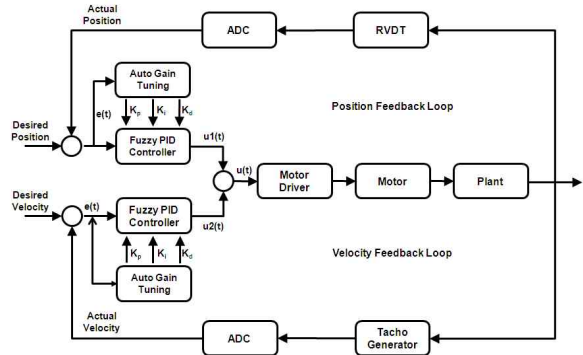 Actual
Position
ADC
RVDT
Auto Gain
Tuning
Position Feedback Loop
e(t)
Kp
Ki
Kd
Desired
Position
Fuzzy PID
Controller
u1(t)
u(t)
Motor
Driver
Motor
Plant
Desired
Velocity
e(t)
Fuzzy PID
Controller
u2(t)
Kp
Ki
Kd
Velocity Feedback Loop
Auto Gain
Tuning
Actual
Velocity
ADC
Tacho
Generator